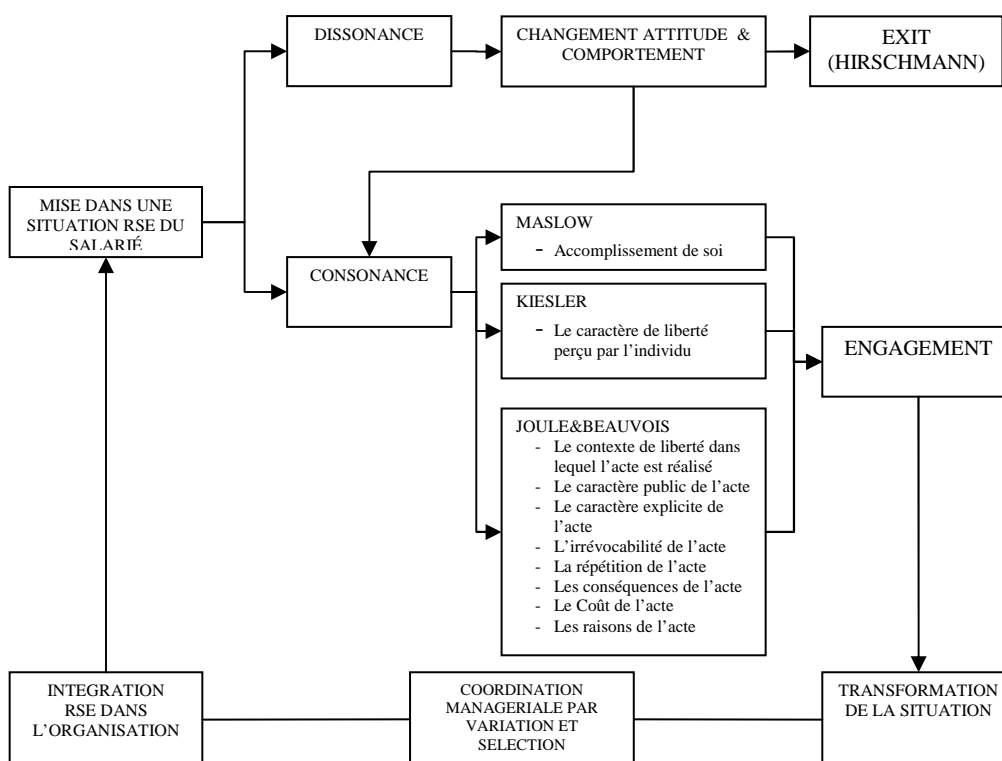 DISSONANCE
CHANGEMENT ATTITUDE &
COMPORTEMENT
EXIT
(HIRSCHMANN)
MISE DANS UNE
SITUATION RSE DU
SALARIÉ
CONSONANCE
MASLOW
- Accomplissement de soi
KIESLER
- Le caractère de liberté
perçu par l'individu
ENGAGEMENT
JOULE&BEAUVOIS
- Le contexte de liberté dans
lequel l'acte est réalisé
- Le caractère public de l'acte
- Le caractère explicite de
l'acte
- L'irrévocabilité de l'acte
- La répétition de l'acte
- Les conséquences de l'acte
- Le Coût de l'acte
- Les raisons de l'acte
INTEGRATION
RSE DANS
L'ORGANISATION
COORDINATION
MANAGERIALE PAR
VARIATION ET
SELECTION
TRANSFORMATION
DE LA SITUATION